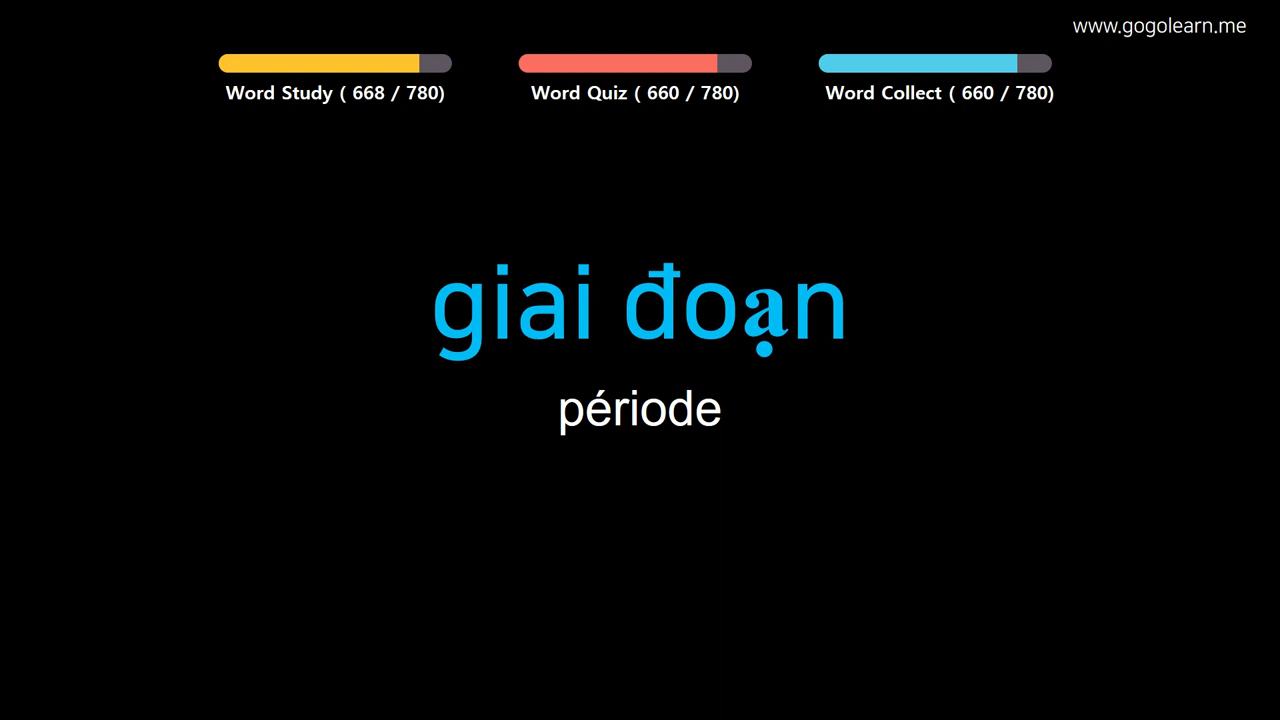 www.gogolearn.me
Word Study ( 668 / 780)
Word Quiz ( 660 / 780)
Word Collect ( 660 / 780)
giai đoạn
période